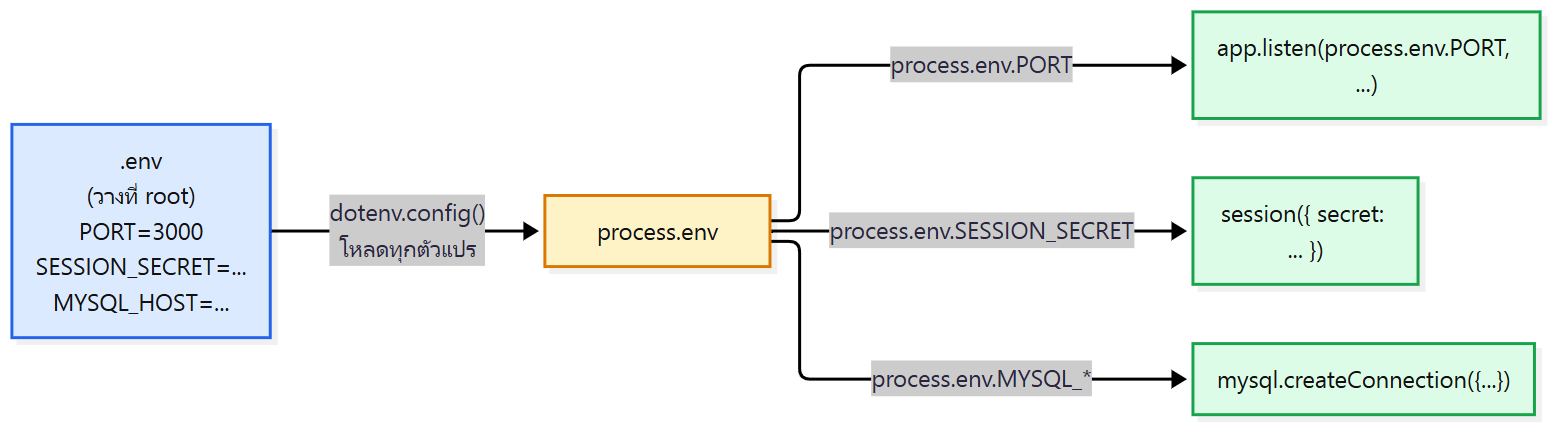 .env
(วางที่ root)
PORT=3000
SESSION_SECRET=...
MYSQL_HOST=...
dotenv.config()
โหลดทุกตัวแปร
process.env
process.env.PORT
app.listen(process.env.PORT,
...)
process.env.SESSION_SECRET
session({ secret:
... })
process.env.MYSQL_*
mysql.createConnection({...})